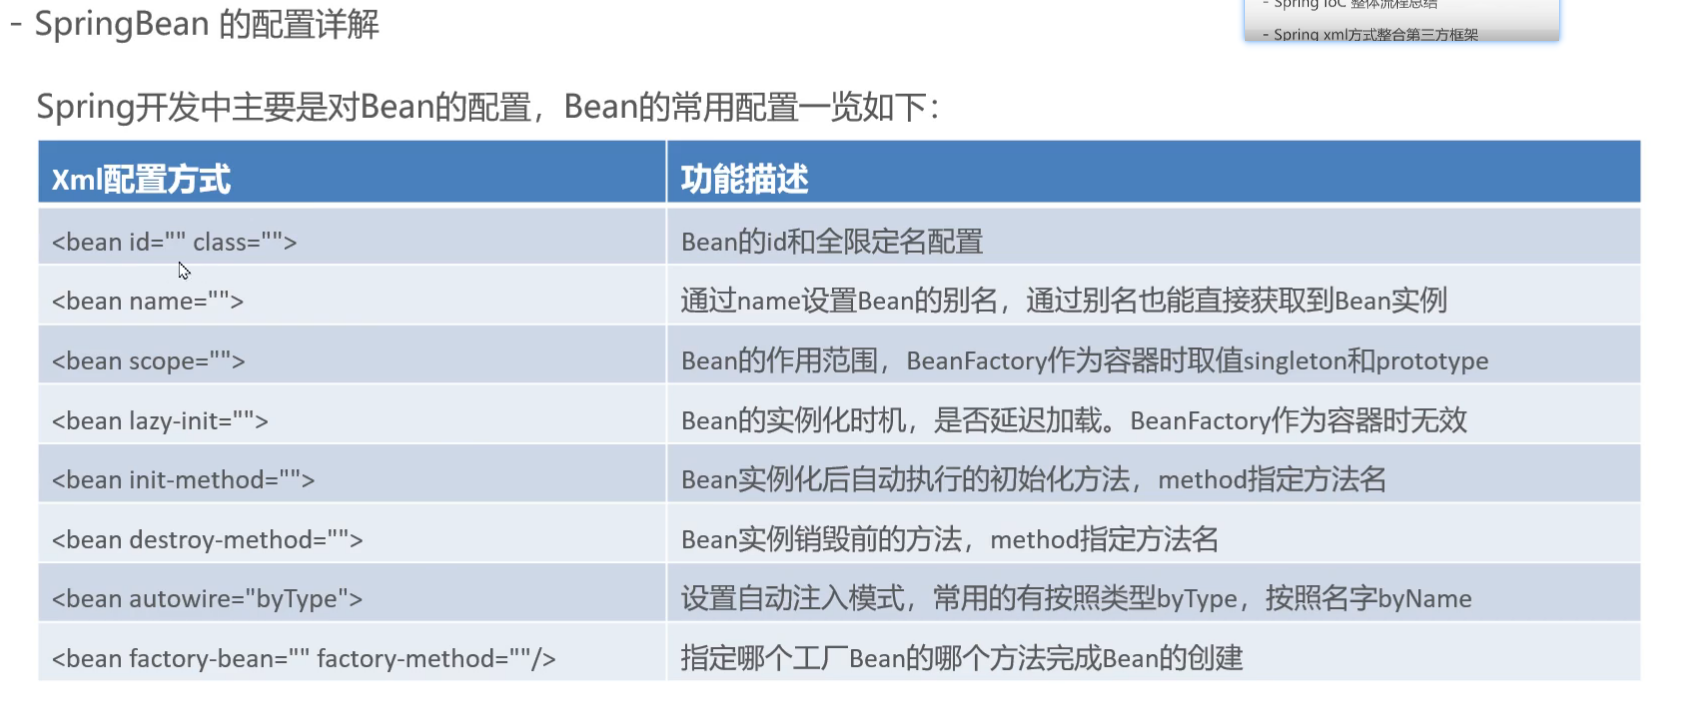 - SpringBean 的配置详解
- Spring IoC 整体流程总结
- Spring xml方式整合第三方框架
Spring开发中主要是对Bean的配置，Bean的常用配置一览如下：
Xml配置方式 功能描述
<bean id="" class=""> Bean的id和全限定名配置
<bean name=""> 通过name设置Bean的别名，通过别名也能直接获取到Bean实例
<bean scope=""> Bean的作用范围，BeanFactory作为容器时取值singleton和prototype
<bean lazy-init=""> Bean的实例化时机，是否延迟加载。BeanFactory作为容器时无效
<bean init-method=""> Bean实例化后自动执行的初始化方法，method指定方法名
<bean destroy-method=""> Bean实例销毁前的方法，method指定方法名
<bean autowire="byType"> 设置自动注入模式，常用的有按照类型byType，按照名字byName
<bean factory-bean="" factory-method=""/> 指定哪个工厂Bean的哪个方法完成Bean的创建